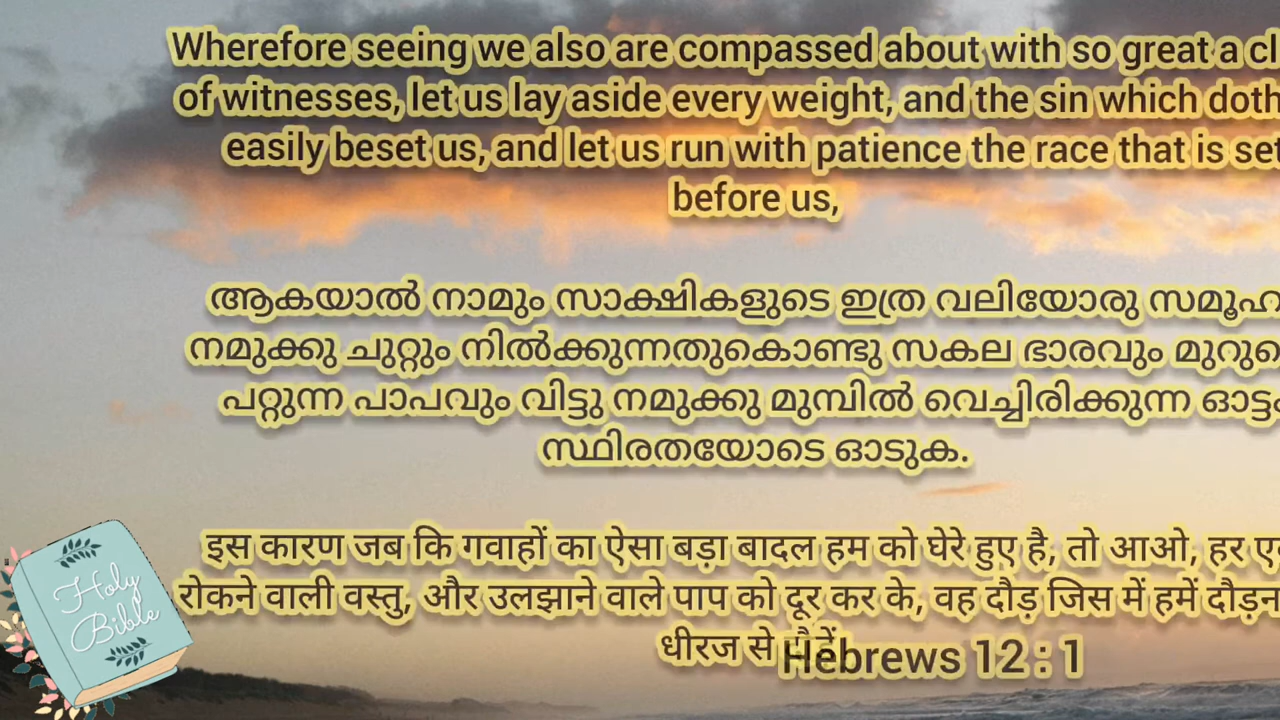 Wherefore seeing we also are compassed about with so great a cl
of witnesses, let us lay aside every weight, and the sin which doth
easily beset us, and let us run with patience the race that is set
before us,
ആകയാൽ നാമും സാക്ഷികളുടെ ഇത്ര വലിയോരു സമൂഹ
നമുക്കു ചുറ്റും നില്ക്കുന്നതുകൊണ്ടു സകല ഭാരവും മുറുകെ
പറ്റുന്ന പാപവും വിട്ടു നമുക്കു മുമ്പിൽ വെച്ചിരിക്കുന്ന ഓട്ടം
സ്ഥിരതയോടെ ഓടുക.
इस कारण जब कि गवाहों का ऐसा बड़ा बादल हम को घेरे हुए है, तो आओ, हर ए
रोकने वाली वस्तु, और उलझाने वाले पाप को दूर कर के, वह दौड़ जिस में हमें दौड़न
धीरज से
Hebrews 12 : 1
Holy
Bible